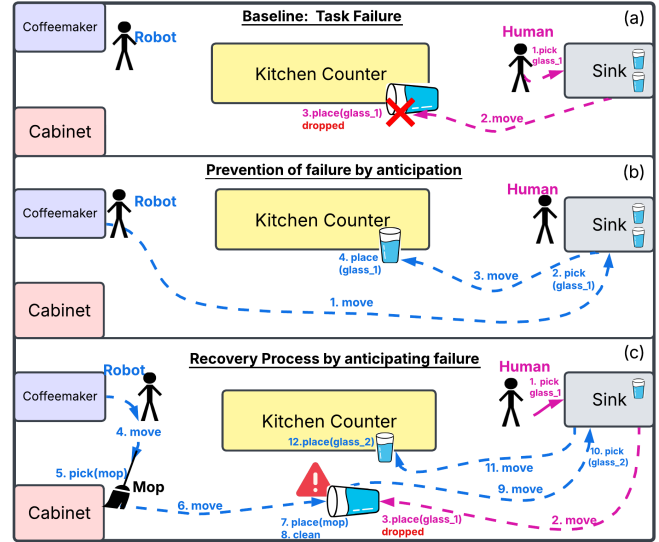 Baseline:  Task Failure
(a)
Coffeemaker
Robot
Human
1.pick
glass_1
Kitchen Counter
Sink
Cabinet
3.place(glass_1)
dropped
2.move
Prevention of failure by anticipation
(b)
Coffeemaker
Robot
Human
Kitchen Counter
Sink
4. place
(glass_1)
3. move
2. pick
(glass_1)
1. move
Cabinet
Recovery Process by anticipating failure
(c)
Robot
Human
Coffeemaker
1. pick
glass_1
Sink
4. move
Kitchen Counter
12.place(glass_2)
10. pick
(glass_2)
5. pick(mop)
Mop
11. move
9. move
Cabinet
6. move
7. place(mop)
8. clean
3.place(glass_1)
dropped
2. move